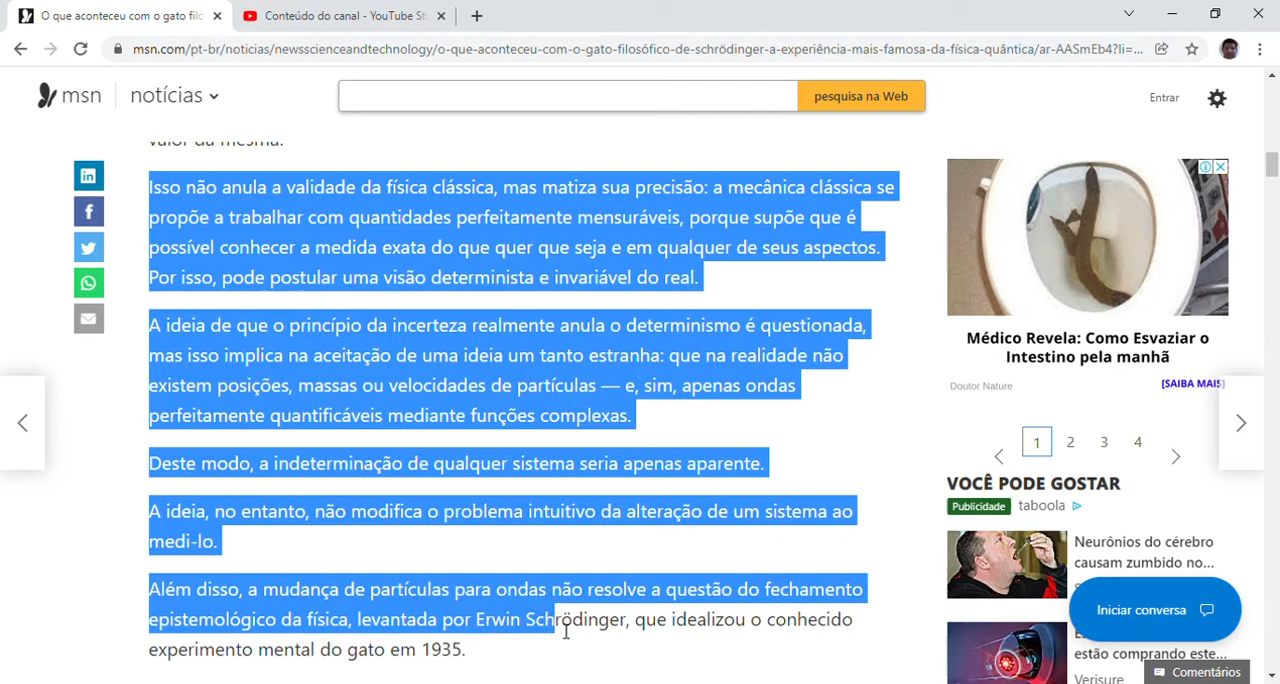 O que aconteceu com o gato filo
Conteúdo do canal - YouTube St
msn.com/pt-br/noticias/newsscienceandtechnology/o-que-aconteceu-com-o-gato-filosófico-de-schrödinger-a-experiência-mais-famosa-da-física-quântica/ar-AASmEb4?li=...
msn
notícias
pesquisa na Web
Entrar
valor da mesma.
Isso não anula a validade da física clássica, mas matiza sua precisão: a mecânica clássica se
propõe a trabalhar com quantidades perfeitamente mensuráveis, porque supõe que é
possível conhecer a medida exata do que quer que seja e em qualquer de seus aspectos.
Por isso, pode postular uma visão determinista e invariável do real.
A ideia de que o princípio da incerteza realmente anula o determinismo é questionada,
mas isso implica na aceitação de uma ideia um tanto estranha: que na realidade não
existem posições, massas ou velocidades de partículas — e, sim, apenas ondas
perfeitamente quantificáveis mediante funções complexas.
Deste modo, a indeterminação de qualquer sistema seria apenas aparente.
A ideia, no entanto, não modifica o problema intuitivo da alteração de um sistema ao
medi-lo.
Além disso, a mudança de partículas para ondas não resolve a questão do fechamento
epistemológico da física, levantada por Erwin Schrödinger, que idealizou o conhecido
experimento mental do gato em 1935.
Médico Revela: Como Esvaziar o
Intestino pela manhã
Doutor Nature
[SAIBA MAIS]
1 2 3 4
VOCÊ PODE GOSTAR
Publicidade taboola
Neurônios do cérebro
causam zumbido no...
Iniciar conversa
estão comprando este...
Verisure
Comentários